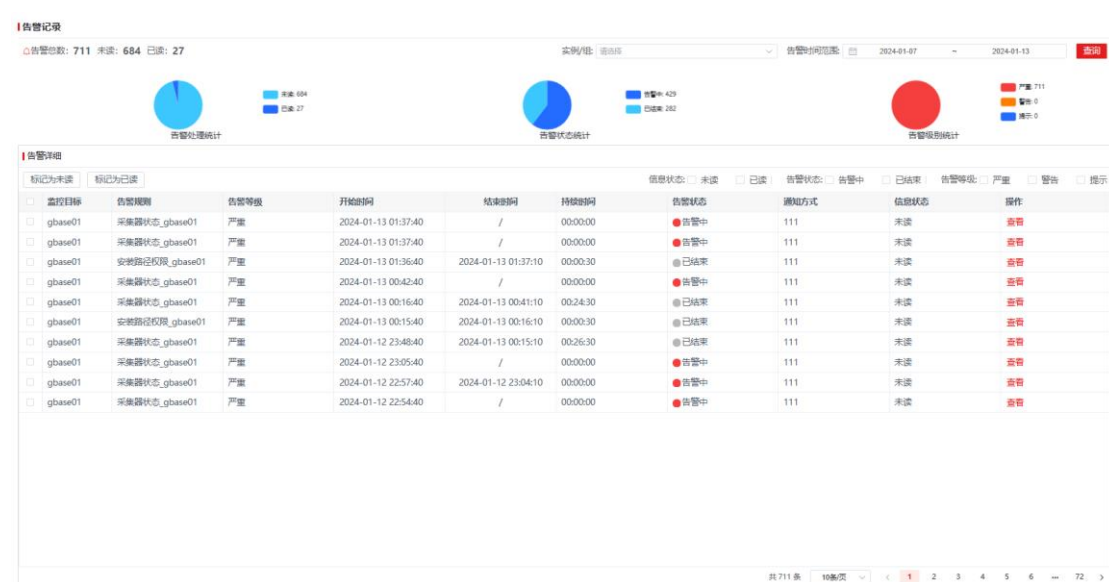 告警记录
告警总数: 711 未读: 684 已读: 27 实例/组: 请选择 告警时间范围: 2024-01-07 ~ 2024-01-13 查询
未读: 684
已读: 27
告警处理统计
告警中: 429
已结束: 282
告警状态统计
严重: 711
警告: 0
提示: 0
告警级别统计
告警详细
标记为未读 标记为已读 信息状态: 未读 已读 告警状态: 告警中 已结束 告警等级: 严重 警告 提示
监控目标 告警规则 告警等级 开始时间 结束时间 持续时间 告警状态 通知方式 信息状态 操作
gbase01 采集器状态_gbase01 严重 2024-01-13 01:37:40 / 00:00:00 告警中 111 未读 查看
gbase01 采集器状态_gbase01 严重 2024-01-13 01:37:40 / 00:00:00 告警中 111 未读 查看
gbase01 安装路径权限_gbase01 严重 2024-01-13 01:36:40 2024-01-13 01:37:10 00:00:30 已结束 111 未读 查看
gbase01 采集器状态_gbase01 严重 2024-01-13 00:42:40 / 00:00:00 告警中 111 未读 查看
gbase01 采集器状态_gbase01 严重 2024-01-13 00:16:40 2024-01-13 00:41:10 00:24:30 已结束 111 未读 查看
gbase01 安装路径权限_gbase01 严重 2024-01-13 00:15:40 2024-01-13 00:16:10 00:00:30 已结束 111 未读 查看
gbase01 采集器状态_gbase01 严重 2024-01-12 23:48:40 2024-01-13 00:15:10 00:26:30 已结束 111 未读 查看
gbase01 采集器状态_gbase01 严重 2024-01-12 23:05:40 / 00:00:00 告警中 111 未读 查看
gbase01 采集器状态_gbase01 严重 2024-01-12 22:57:40 2024-01-12 23:04:10 00:00:00 告警中 111 未读 查看
gbase01 采集器状态_gbase01 严重 2024-01-12 22:54:40 / 00:00:00 告警中 111 未读 查看
共 711 条 10条/页 < 1 2 3 4 5 6 ... 72 >